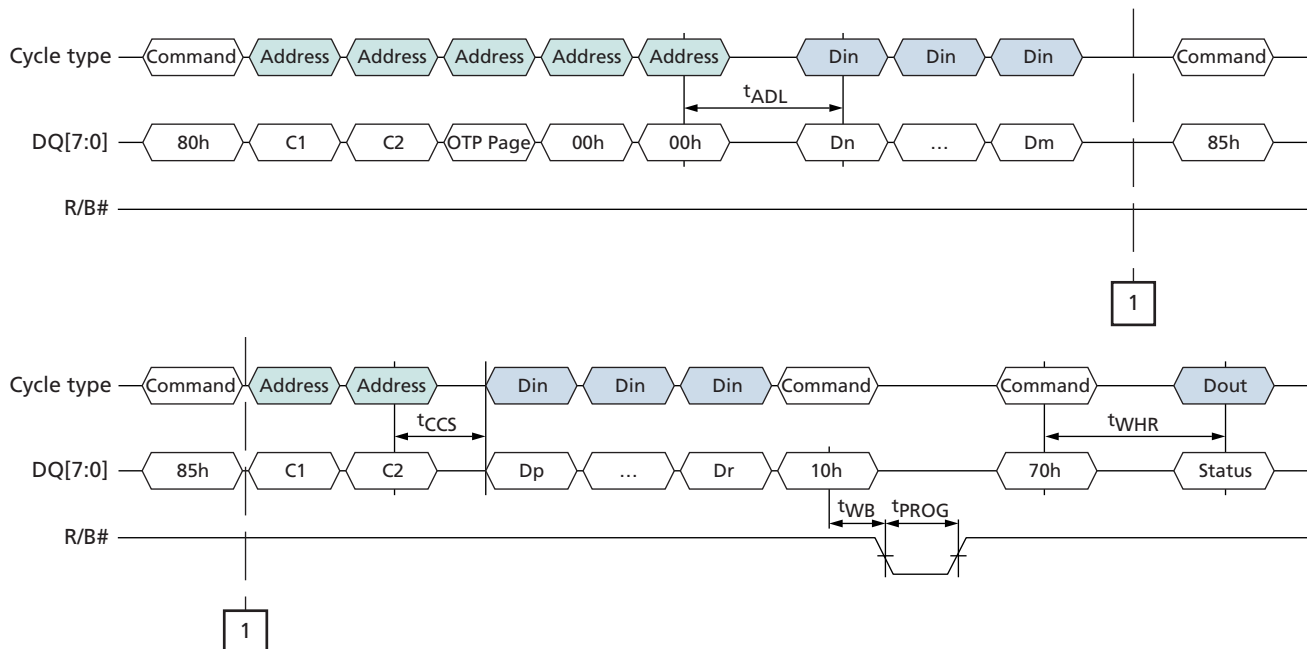 Cycle type Command Address Address Address Address Address Din Din Din Command
tADL
DQ[7:0] 80h C1 C2 OTP Page 00h 00h Dn … Dm 85h
R/B#
1
Cycle type Command Address Address Din Din Din Command Command Dout
tCCS tWHR
DQ[7:0] 85h C1 C2 Dp … Dr 10h 70h Status
tWB tPROG
R/B#
1